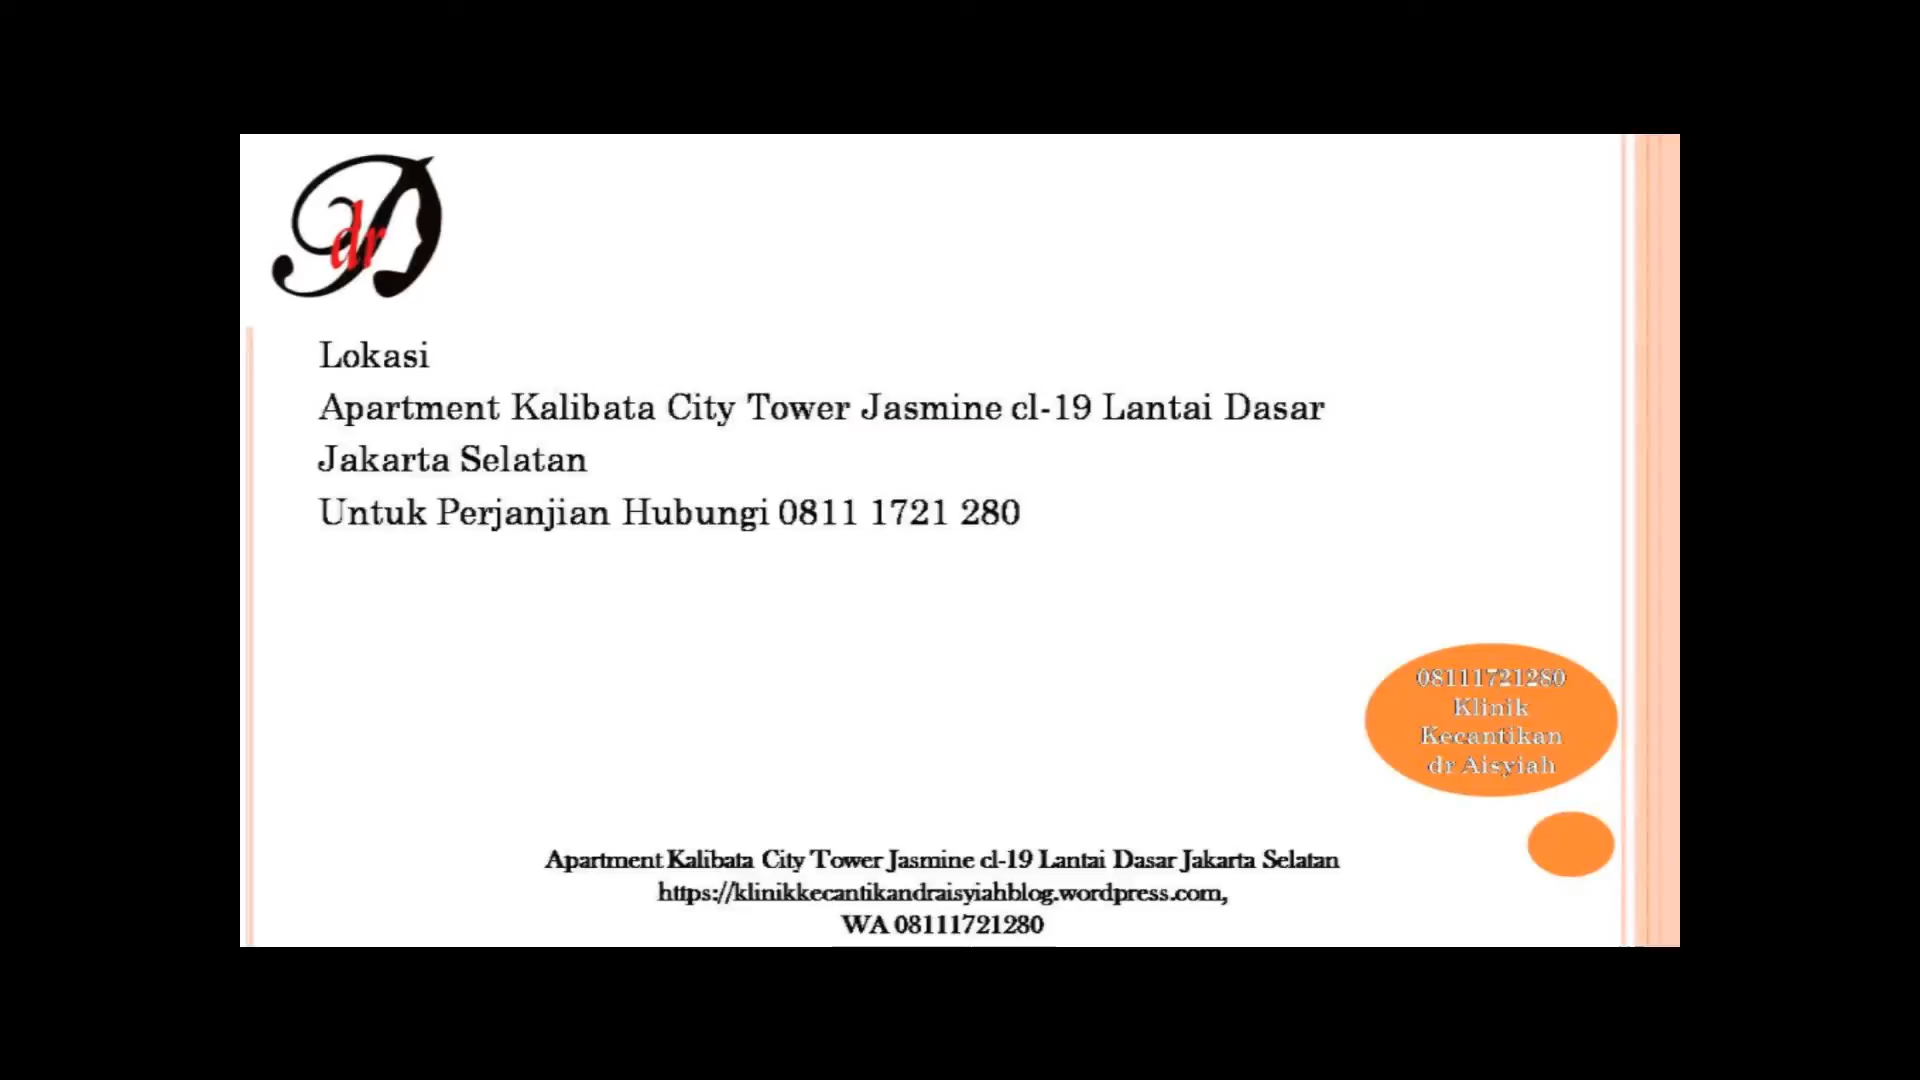 dr
Lokasi
Apartment Kalibata City Tower Jasmine cl-19 Lantai Dasar
Jakarta Selatan
Untuk Perjanjian Hubungi 0811 1721 280
08111721280
Klinik
Kecantikan
dr Aisyiah
Apartment Kalibata City Tower Jasmine cl-19 Lantai Dasar Jakarta Selatan
https://klinikkecantikandraisyiahblog.wordpress.com,
WA 08111721280